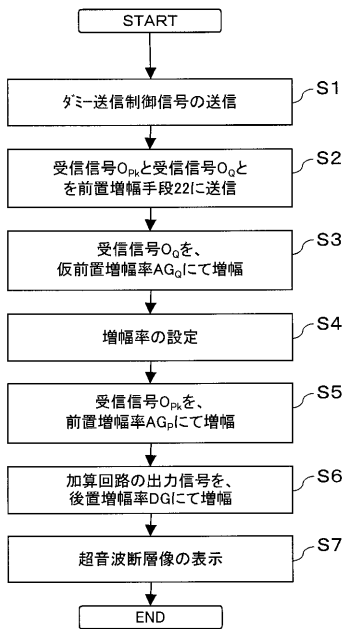 START
ダミー送信制御信号の送信
S1
受信信号OPkと受信信号OQと
を前置増幅手段22に送信
S2
受信信号OQを、
仮前置増幅率AGQにて増幅
S3
増幅率の設定
S4
受信信号OPkを、
前置増幅率AGPにて増幅
S5
加算回路の出力信号を、
後置増幅率DGにて増幅
S6
超音波断層像の表示
S7
END